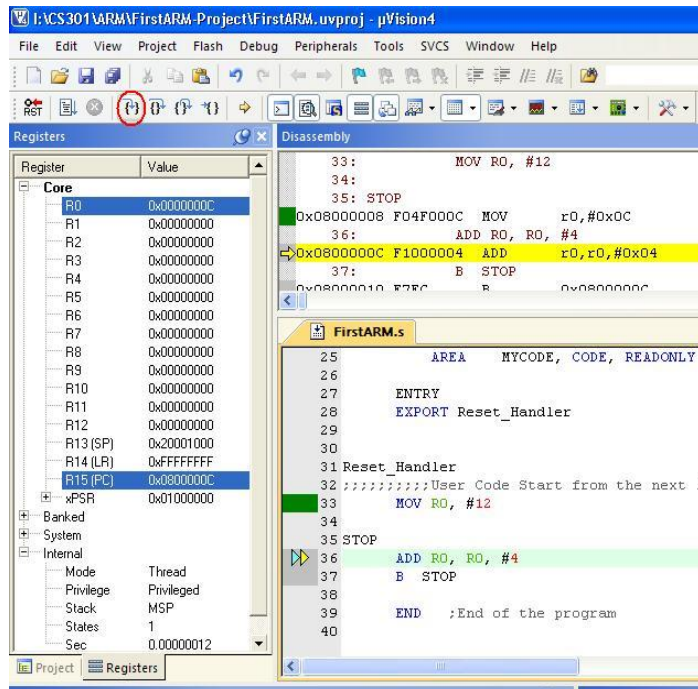 I:\CS301\ARM\FirstARM-Project\FirstARM.uvproj - µVision4
File Edit View Project Flash Debug Peripherals Tools SVCS Window Help
RST
Registers
Register Value
Core
R0 0x0000000C
R1 0x00000000
R2 0x00000000
R3 0x00000000
R4 0x00000000
R5 0x00000000
R6 0x00000000
R7 0x00000000
R8 0x00000000
R9 0x00000000
R10 0x00000000
R11 0x00000000
R12 0x00000000
R13 (SP) 0x20001000
R14 (LR) 0xFFFFFFFF
R15 (PC) 0x0800000C
xPSR 0x01000000
Banked
System
Internal
Mode Thread
Privilege Privileged
Stack MSP
States 1
Sec 0.00000012
Project Registers
Disassembly
33: MOV R0, #12
34:
35: STOP
0x08000008 F04F000C MOV r0,#0x0C
36: ADD R0, R0, #4
0x0800000C F1000004 ADD r0,r0,#0x04
37: B STOP
0x08000010 E7FC B 0x0800000C
FirstARM.s
25 AREA MYCODE, CODE, READONLY
26
27 ENTRY
28 EXPORT Reset_Handler
29
30
31 Reset_Handler
32 ;;;;;;;;;;User Code Start from the next
33 MOV R0, #12
34
35 STOP
36 ADD R0, R0, #4
37 B STOP
38
39 END ;End of the program
40